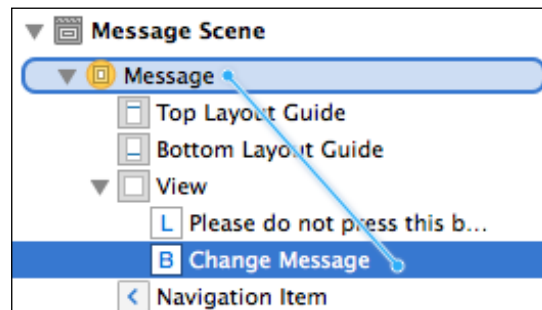 Message Scene
Message
Top Layout Guide
Bottom Layout Guide
View
L Please do not press this b...
B Change Message
Navigation Item